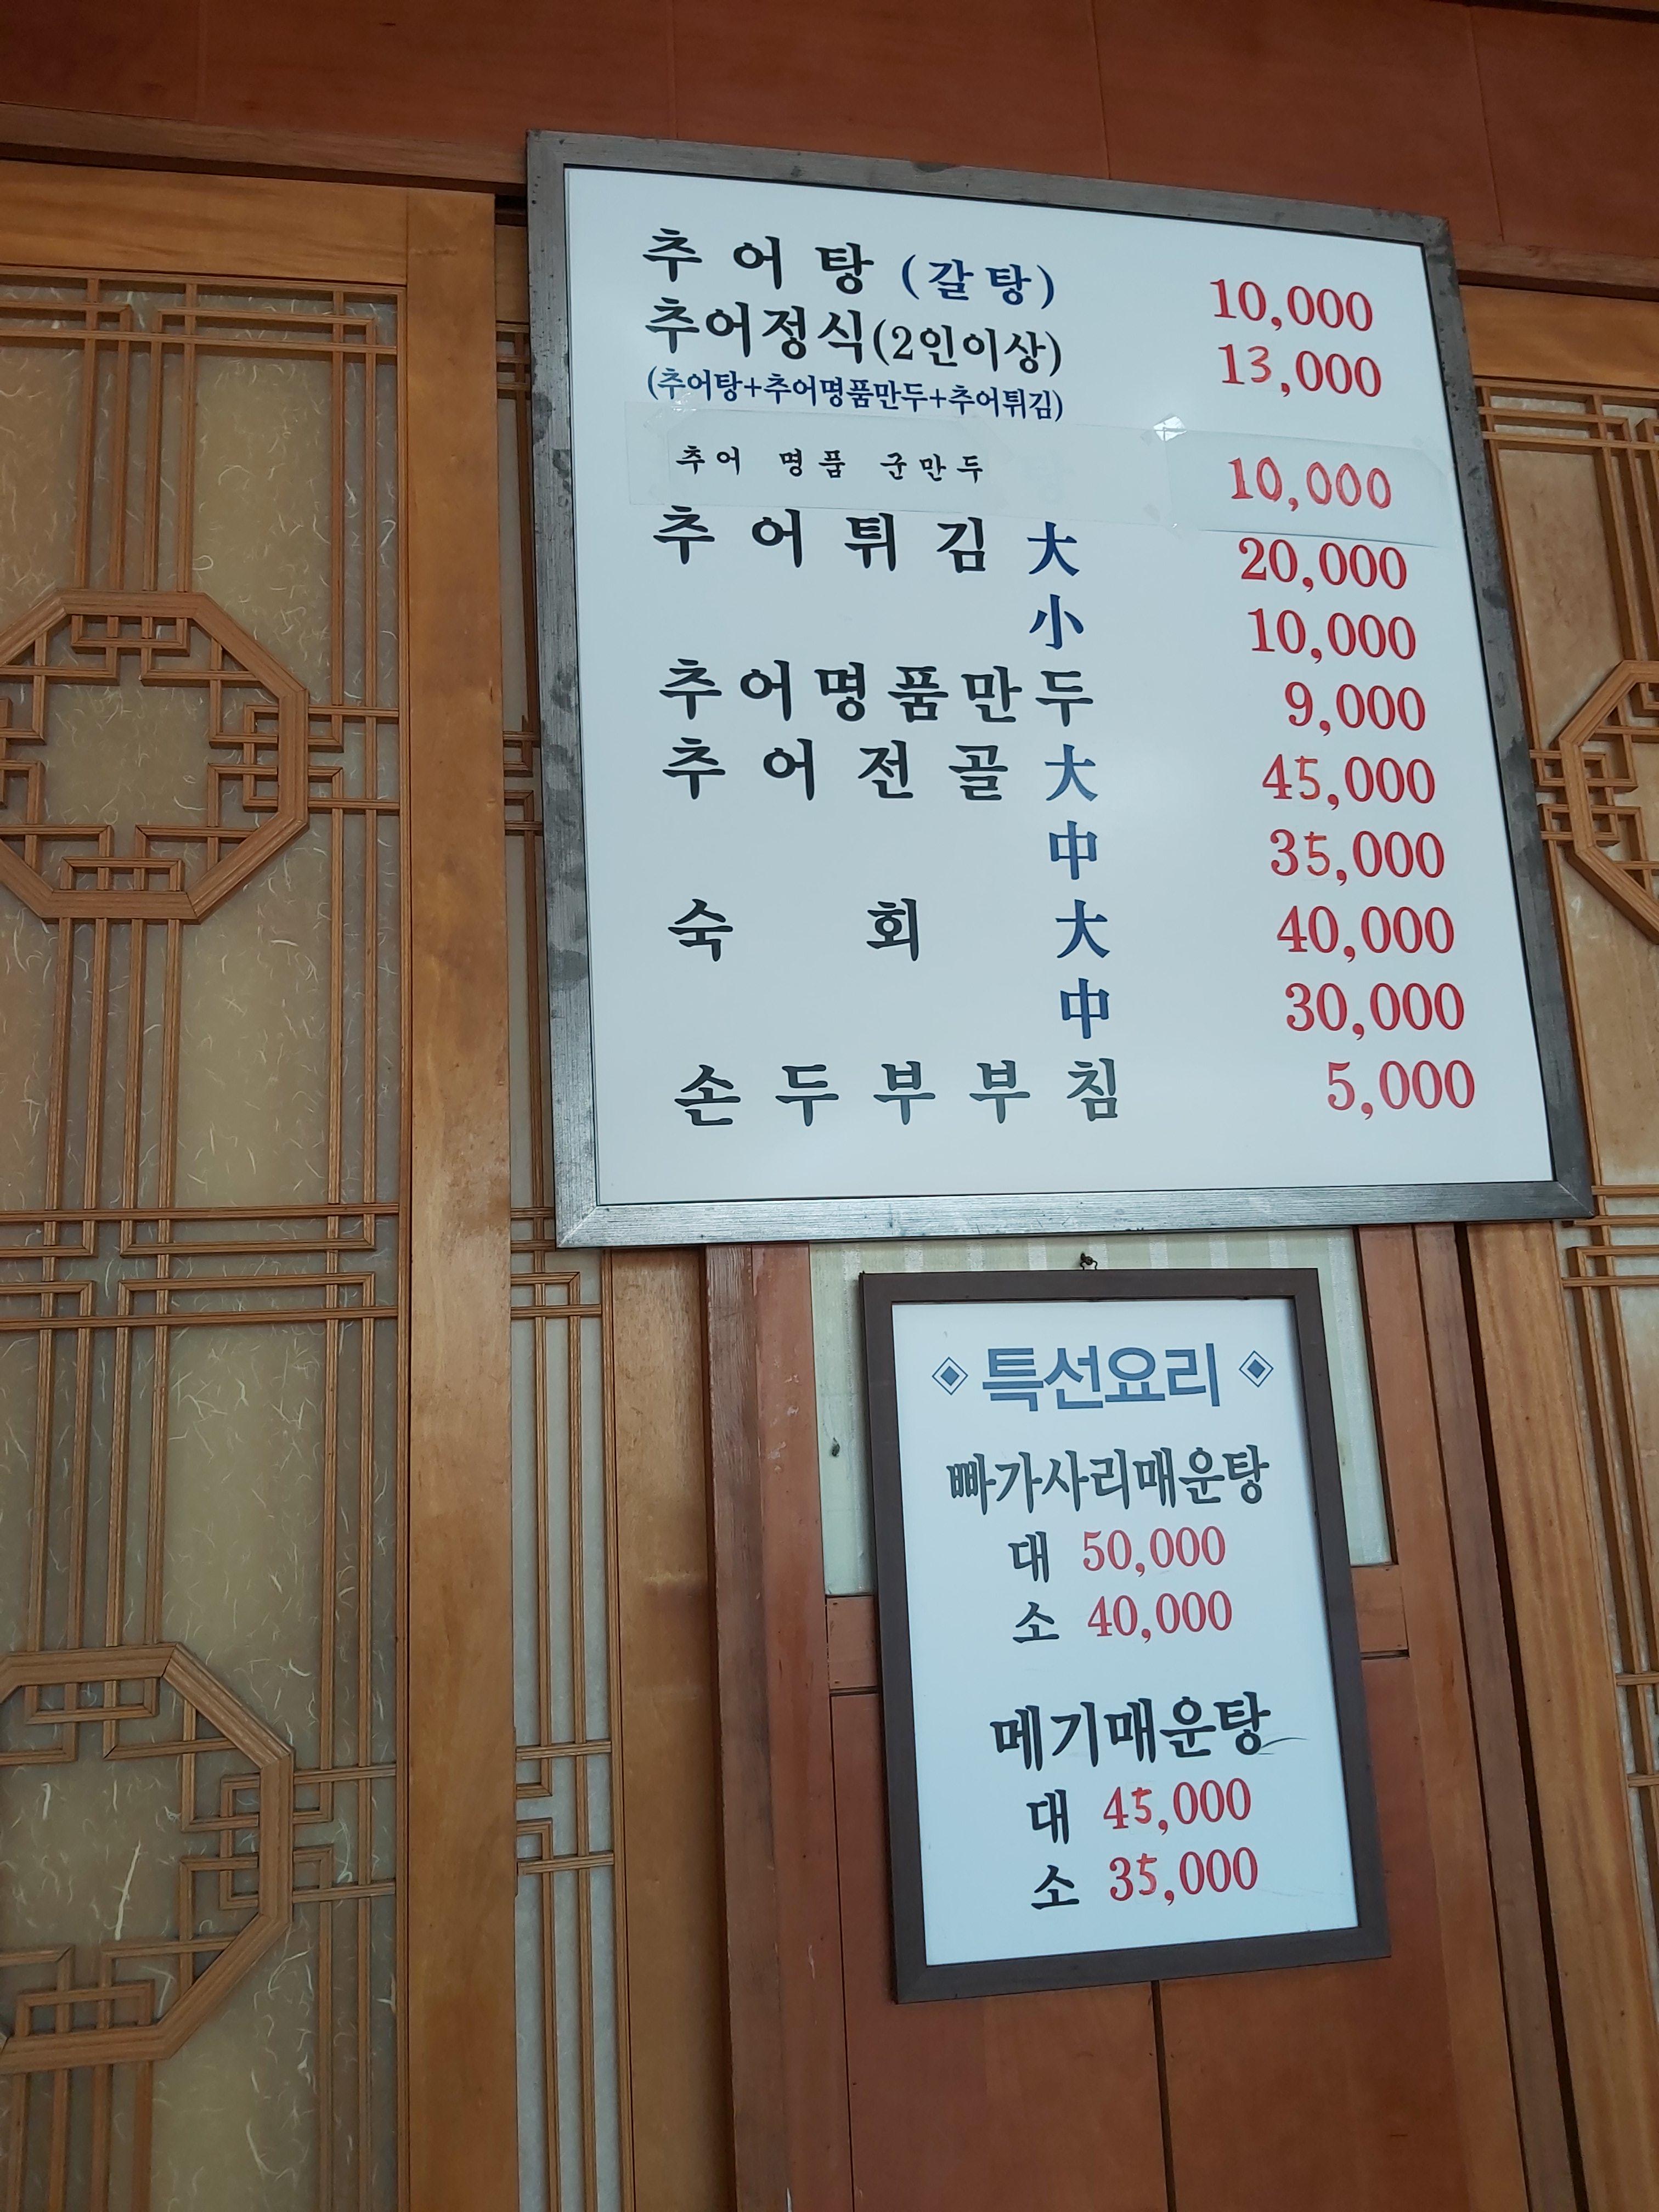 추어탕 (갈탕) 10,000
추어정식(2인이상) 13,000
(추어탕+추어명품만두+추어튀김)
추어 명품 군만두 10,000
추어튀김 大 20,000
小 10,000
추어명품만두 9,000
추어전골 大 45,000
中 35,000
숙회 大 40,000
中 30,000
손두부부침 5,000
특선요리
빠가사리매운탕
대 50,000
소 40,000
메기매운탕
대 45,000
소 35,000